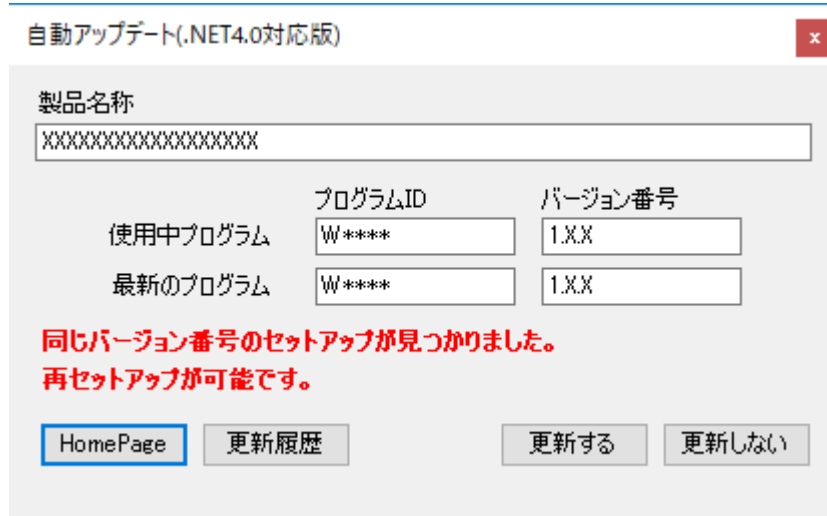 自動アップデート(.NET4.0対応版)
x
製品名称
XXXXXXXXXXXXXXXXXX
プログラムID バージョン番号
使用中プログラム W**** 1.X.X
最新のプログラム W**** 1.X.X
同じバージョン番号のセットアップが見つかりました。
再セットアップが可能です。
HomePage 更新履歴 更新する 更新しない